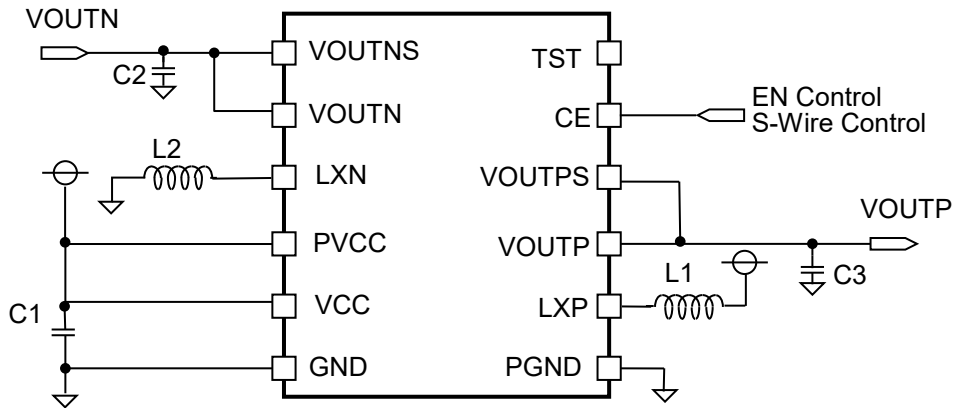 VOUTN
VOUTNS
TST
C2
EN Control
VOUTN
CE
S-Wire Control
L2
LXN
VOUTPS
VOUTP
PVCC
VOUTP
L1
C3
C1
VCC
LXP
GND
PGND